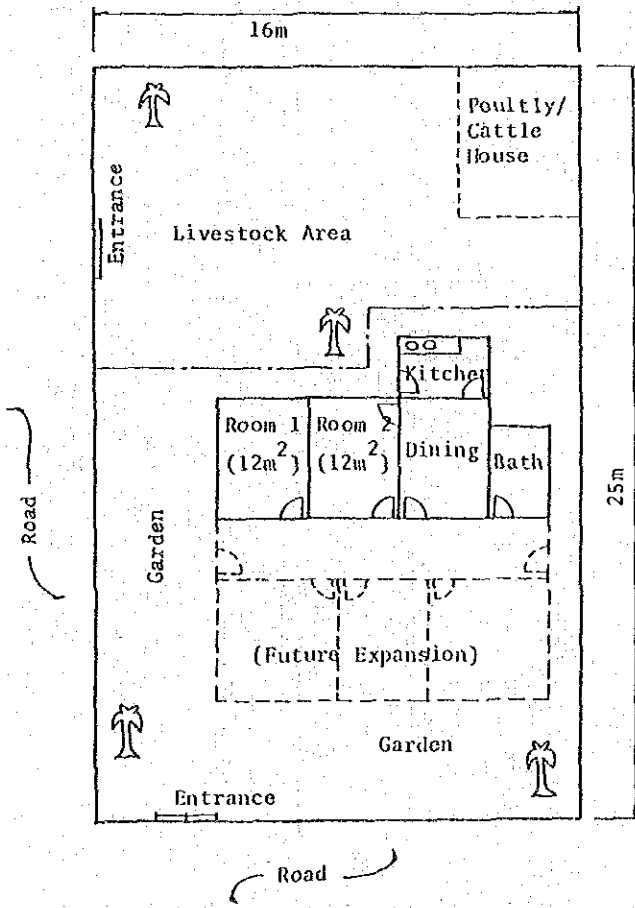 16m
Poultly/
Cattle
House
Entrance
Livestock Area
Kitchen
Room 1
(12m²)
Room 2
(12m²)
Dining
Bath
25m
Road
Garden
(Future Expansion)
Garden
Entrance
Road